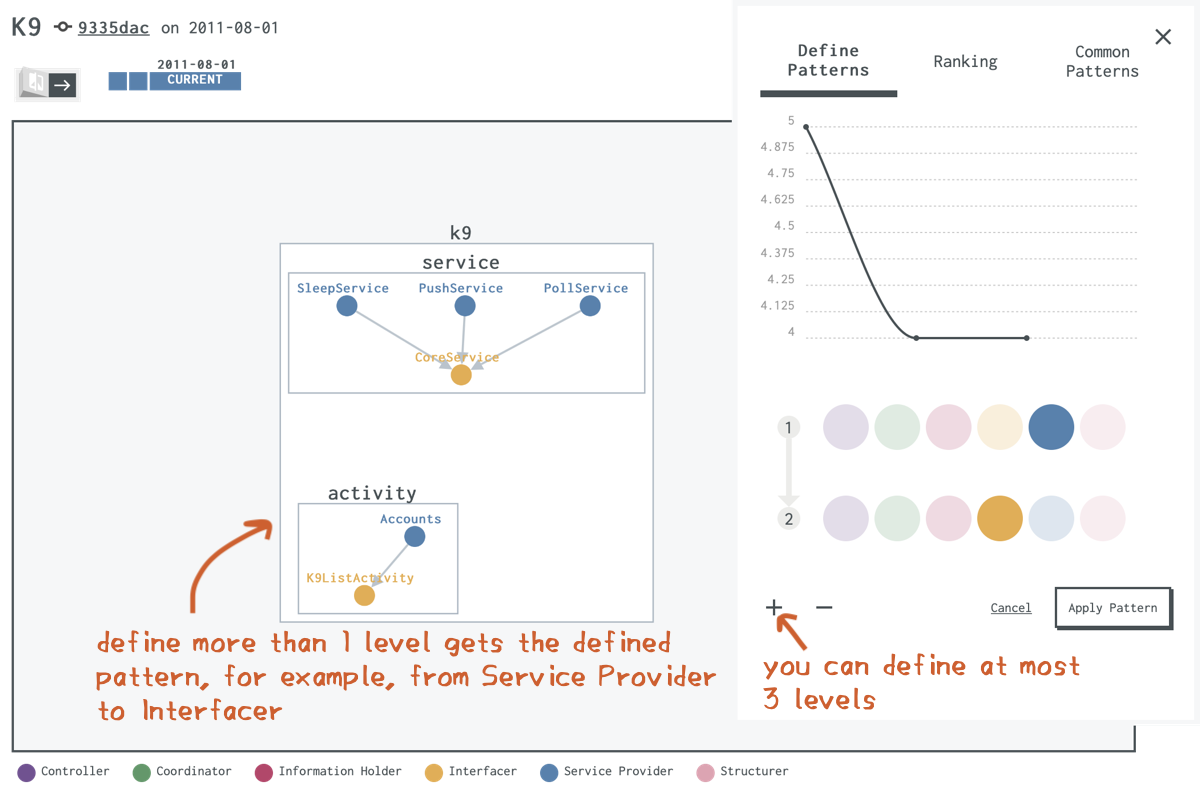 K9 9335dac on 2011-08-01
2011-08-01
CURRENT
Define Patterns
Ranking
Common Patterns
5
4.875
4.75
4.625
4.5
4.375
4.25
4.125
4
k9
service
SleepService PushService PollService
CoreService
activity
Accounts
K9ListActivity
1
2
+ −
Cancel
Apply Pattern
define more than 1 level gets the defined
pattern, for example, from Service Provider
to Interfacer
you can define at most
3 levels
Controller Coordinator Information Holder Interfacer Service Provider Structurer